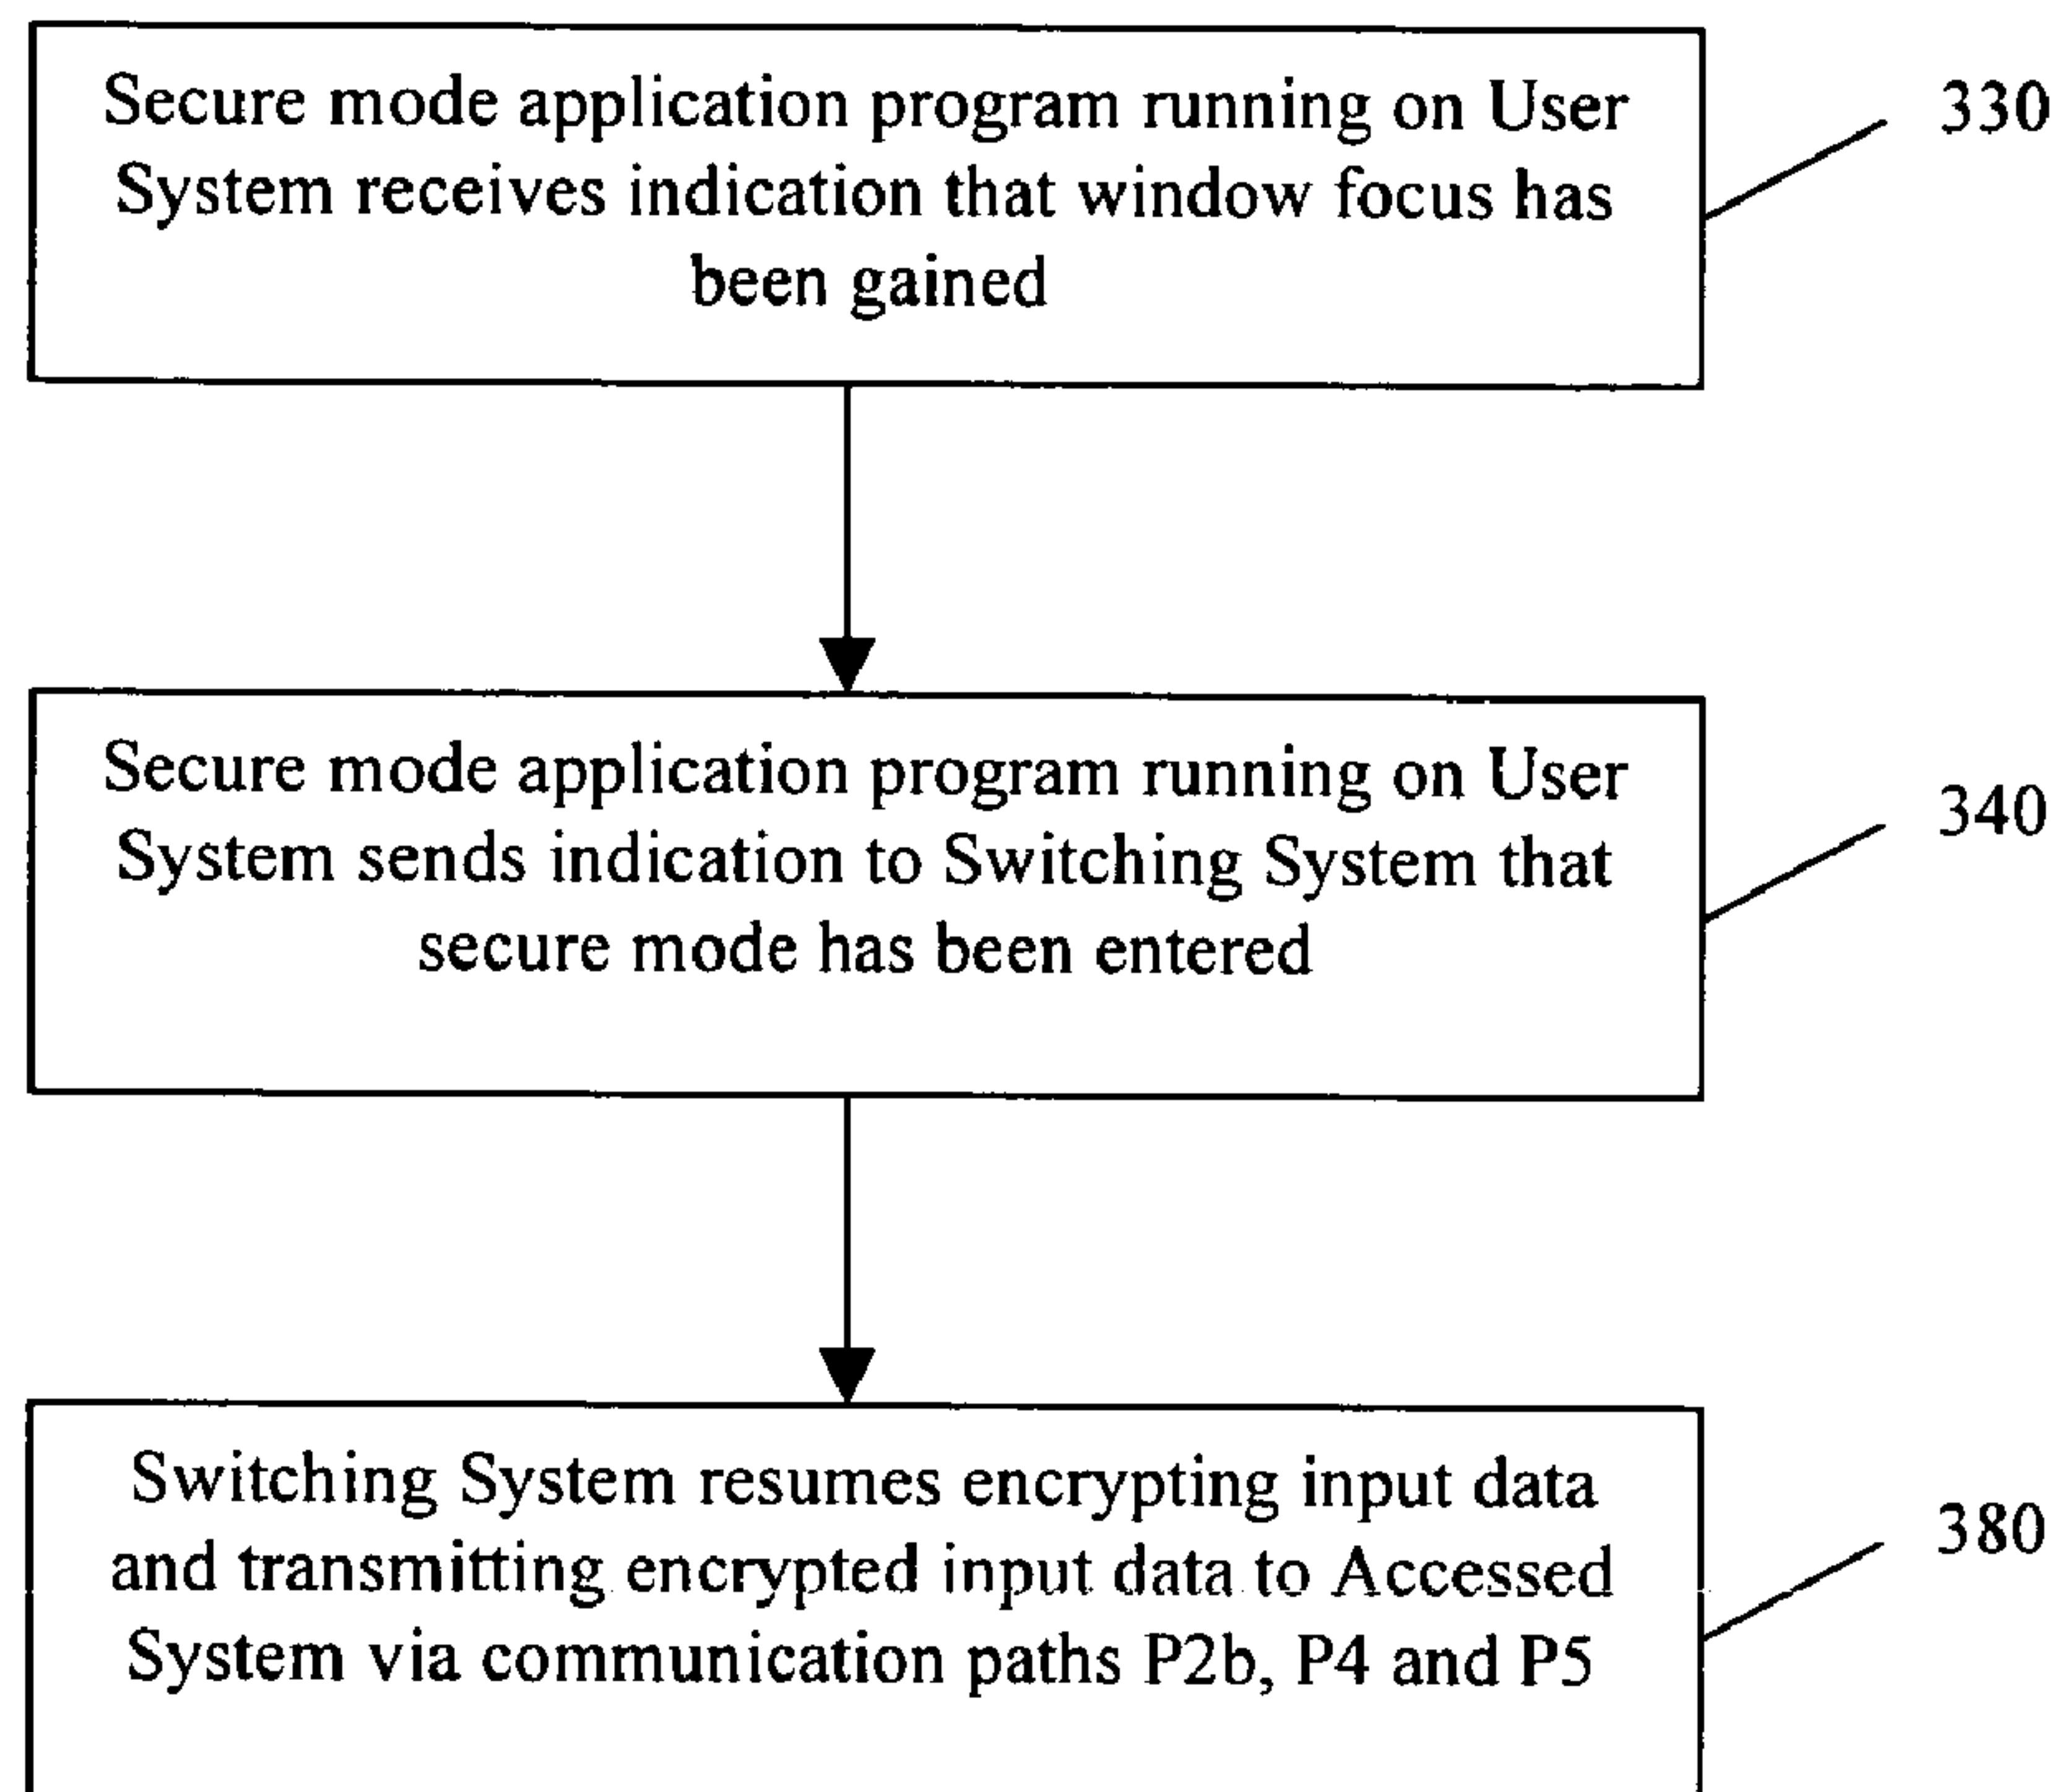 Secure mode application program running on User
System receives indication that window focus has
been gained
330
Secure mode application program running on User
System sends indication to Switching System that
secure mode has been entered
340
Switching System resumes encrypting input data
and transmitting encrypted input data to Accessed
System via communication paths P2b, P4 and P5
380